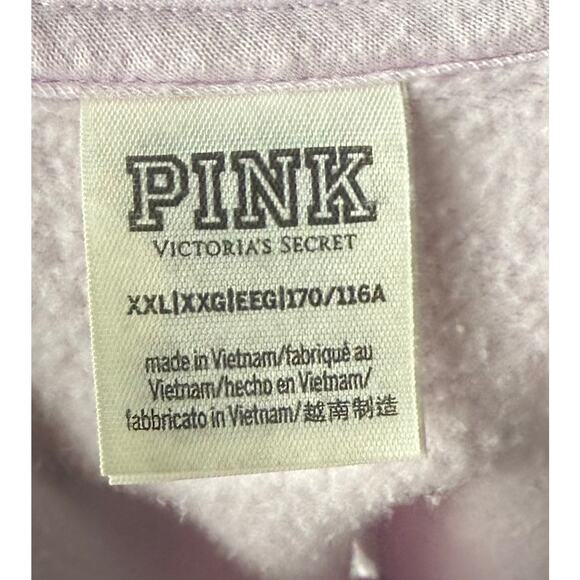 PINK
VICTORIA'S SECRET
XXL|XXG|EEG|170/116A
made in Vietnam/fabriqué au
Vietnam/hecho en Vietnam/
fabbricato in Vietnam/越南制造